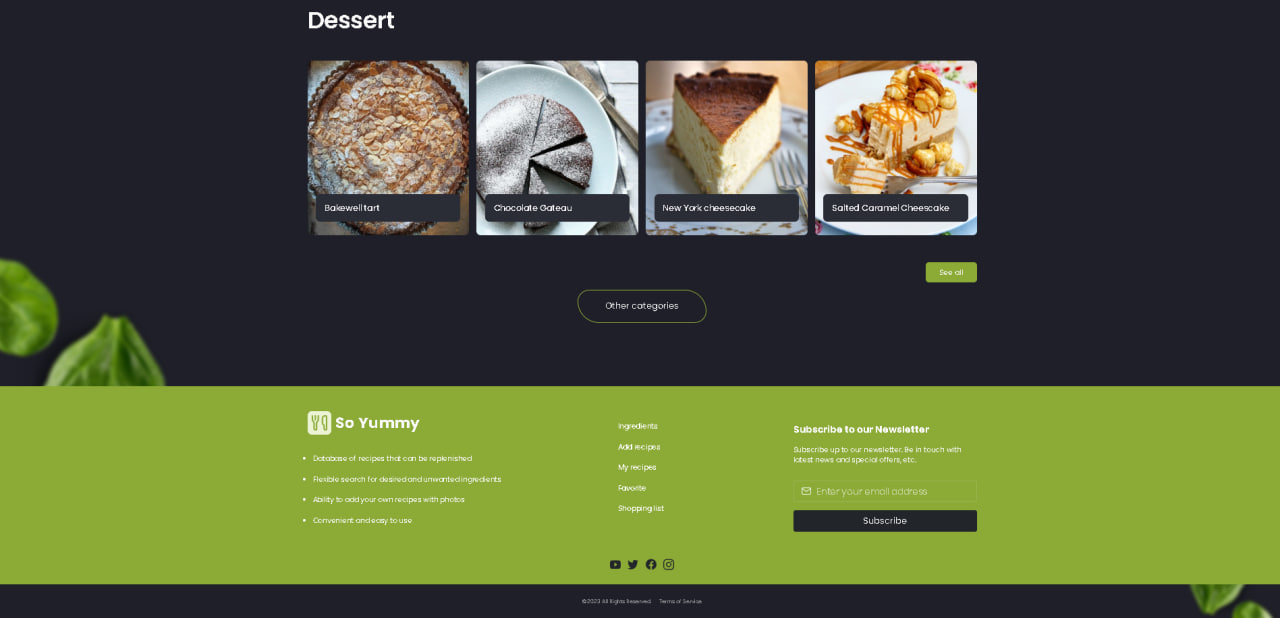 Dessert
Bakewell tart
Chocolate Gateau
New York cheesecake
Salted Caramel Cheescake
See all
Other categories
So Yummy
Database of recipes that can be replenished
Flexible search for desired and unwanted ingredients
Ability to add your own recipes with photos
Convenient and easy to use
Ingredients
Add recipes
My recipes
Favorite
Shopping list
Subscribe to our Newsletter
Subscribe up to our newsletter. Be in touch with
latest news and special offers, etc.
Enter your email address
Subscribe
©2023 All Rights Reserved.
Terms of Service